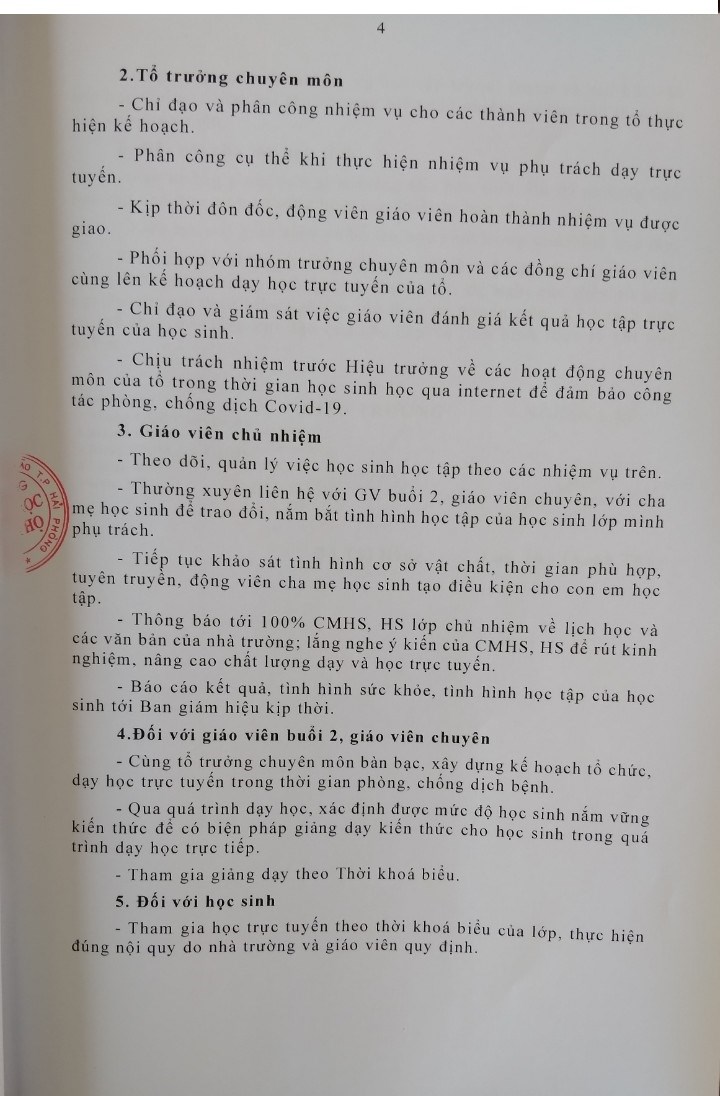 4
2.Tổ trưởng chuyên môn
- Chỉ đạo và phân công nhiệm vụ cho các thành viên trong tổ thực
hiện kế hoạch.
- Phân công cụ thể khi thực hiện nhiệm vụ phụ trách dạy trực
tuyến.
- Kịp thời đôn đốc, động viên giáo viên hoàn thành nhiệm vụ được
giao.
- Phối hợp với nhóm trưởng chuyên môn và các đồng chí giáo viên
cùng lên kế hoạch dạy học trực tuyến của tổ.
- Chỉ đạo và giám sát việc giáo viên đánh giá kết quả học tập trực
tuyến của học sinh.
- Chịu trách nhiệm trước Hiệu trưởng về các hoạt động chuyên
môn của tổ trong thời gian học sinh học qua internet để đảm bảo công
tác phòng, chống dịch Covid-19.
3. Giáo viên chủ nhiệm
- Theo dõi, quản lý việc học sinh học tập theo các nhiệm vụ trên.
- Thường xuyên liên hệ với GV buổi 2, giáo viên chuyên, với cha
mẹ học sinh để trao đổi, nắm bắt tình hình học tập của học sinh lớp mình
phụ trách.
- Tiếp tục khảo sát tình hình cơ sở vật chất, thời gian phù hợp,
tuyên truyền, động viên cha mẹ học sinh tạo điều kiện cho con em học
tập.
- Thông báo tới 100% CMHS, HS lớp chủ nhiệm về lịch học và
các văn bản của nhà trường; lắng nghe ý kiến của CMHS, HS để rút kinh
nghiệm, nâng cao chất lượng dạy và học trực tuyến.
- Báo cáo kết quả, tình hình sức khỏe, tình hình học tập của học
sinh tới Ban giám hiệu kịp thời.
4.Đối với giáo viên buổi 2, giáo viên chuyên
- Cùng tổ trưởng chuyên môn bàn bạc, xây dựng kế hoạch tổ chức,
dạy học trực tuyến trong thời gian phòng, chống dịch bệnh.
- Qua quá trình dạy học, xác định được mức độ học sinh nắm vững
kiến thức để có biện pháp giảng dạy kiến thức cho học sinh trong quá
trình dạy học trực tiếp.
- Tham gia giảng dạy theo Thời khoá biểu.
5. Đối với học sinh
- Tham gia học trực tuyến theo thời khoá biểu của lớp, thực hiện
đúng nội quy do nhà trường và giáo viên quy định.
T.P HẢI PHÒNG